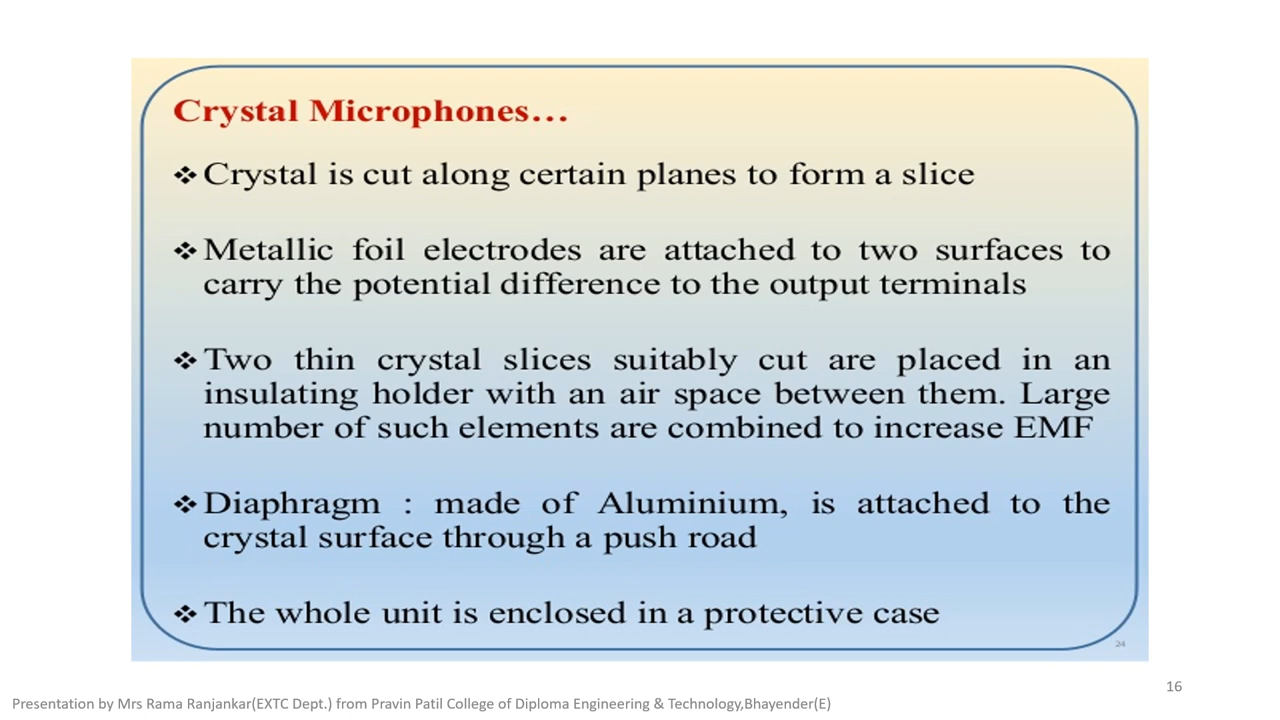 Crystal Microphones…
❖ Crystal is cut along certain planes to form a slice
❖ Metallic foil electrodes are attached to two surfaces to
carry the potential difference to the output terminals
❖ Two thin crystal slices suitably cut are placed in an
insulating holder with an air space between them. Large
number of such elements are combined to increase EMF
❖ Diaphragm : made of Aluminium, is attached to the
crystal surface through a push road
❖ The whole unit is enclosed in a protective case
24
16
Presentation by Mrs Rama Ranjankar(EXTC Dept.) from Pravin Patil College of Diploma Engineering & Technology,Bhayender(E)